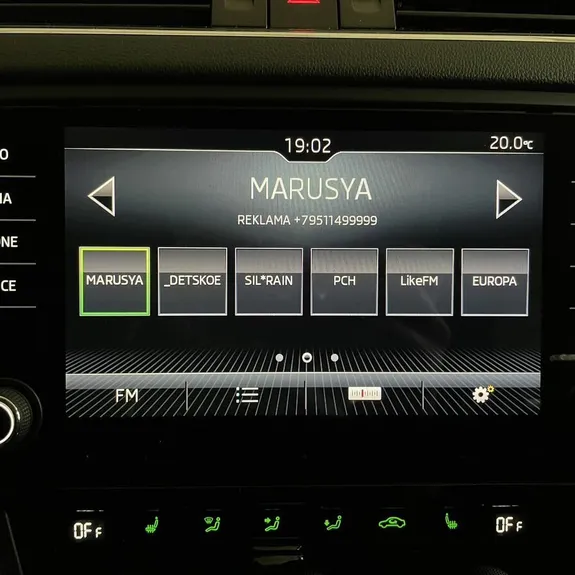 19:02
20.0°C
MARUSYA
REKLAMA +79511499999
MARUSYA
_DETSKOE
SIL*RAIN
PCH
LikeFM
EUROPA
FM
OFF
OFF